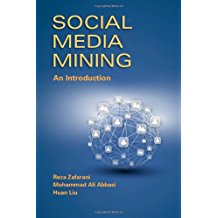 SOCIAL
MEDIA
MINING
An Introduction
Reza Zafarani
Mohammad Ali Abbasi
Huan Liu